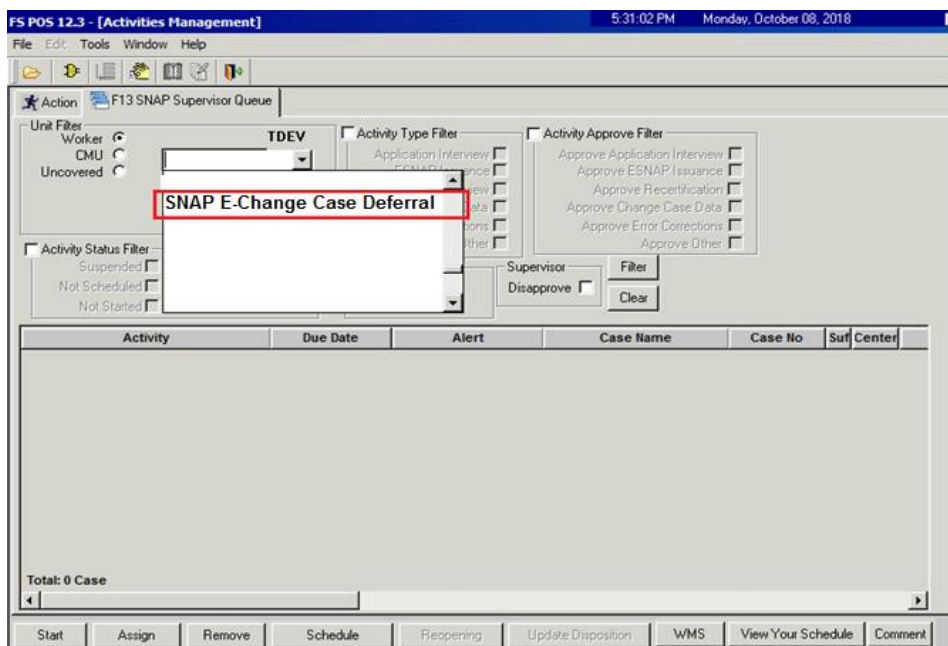 FS POS 12.3 - [Activities Management] 5:31:02 PM Monday, October 08, 2018
File Edit Tools Window Help
Action F13 SNAP Supervisor Queue
Unit Filter
Worker TDEV
CMU
Uncovered
SNAP E-Change Case Deferral
Activity Type Filter
Application Interview
Activity Approve Filter
Approve Application Interview
Approve ESNAP Issuance
Approve Recertification
Approve Change Case Data
Approve Error Corrections
Approve Other
Activity Status Filter
Suspended
Not Scheduled
Not Started
Supervisor
Disapprove
Filter
Clear
Activity Due Date Alert Case Name Case No Suf Center
Total: 0 Case
Start Assign Remove Schedule Reopening Update Disposition WMS View Your Schedule Comment